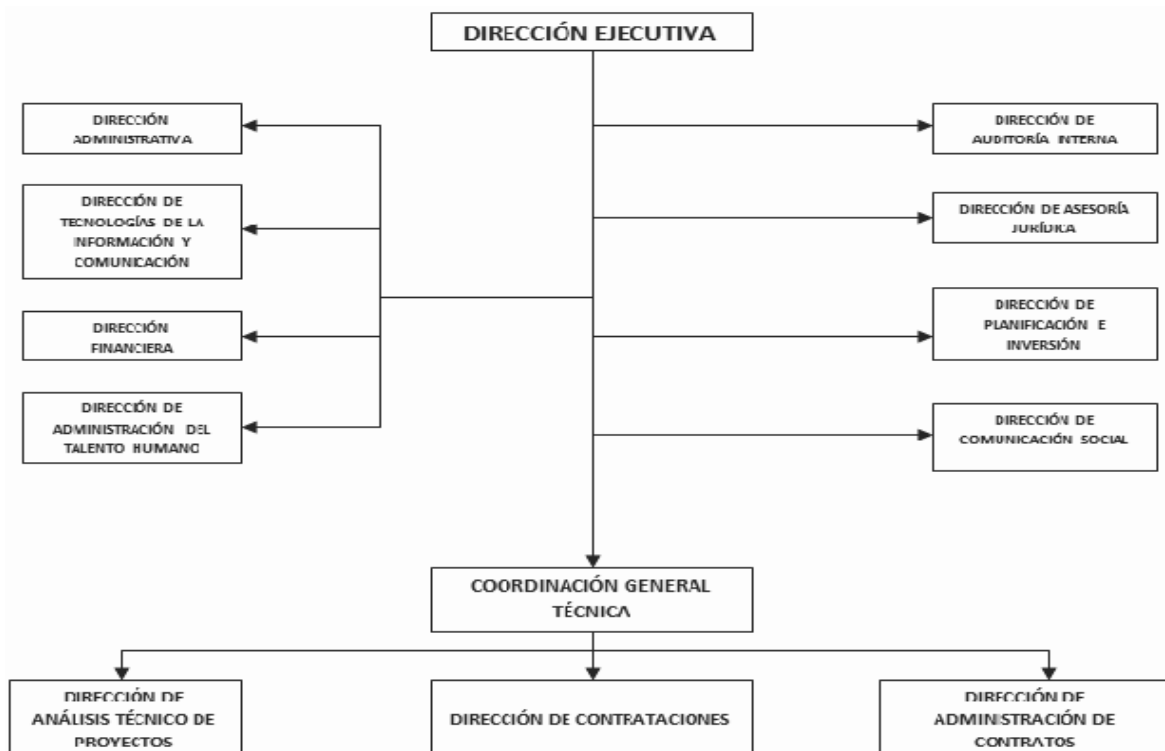 DIRECCIÓN EJECUTIVA
DIRECCIÓN
ADMINISTRATIVA
DIRECCIÓN DE
AUDITORÍA INTERNA
DIRECCIÓN DE
TECNOLOGÍAS DE LA
INFORMACIÓN Y
COMUNICACIÓN
DIRECCIÓN DE ASESORÍA
JURÍDICA
DIRECCIÓN
FINANCIERA
DIRECCIÓN DE
PLANIFICACIÓN E
INVERSIÓN
DIRECCIÓN DE
ADMINISTRACIÓN DEL
TALENTO HUMANO
DIRECCIÓN DE
COMUNICACIÓN SOCIAL
COORDINACIÓN GENERAL
TÉCNICA
DIRECCIÓN DE
ANÁLISIS TÉCNICO DE
PROYECTOS
DIRECCIÓN DE CONTRATACIONES
DIRECCIÓN DE
ADMINISTRACIÓN DE
CONTRATOS